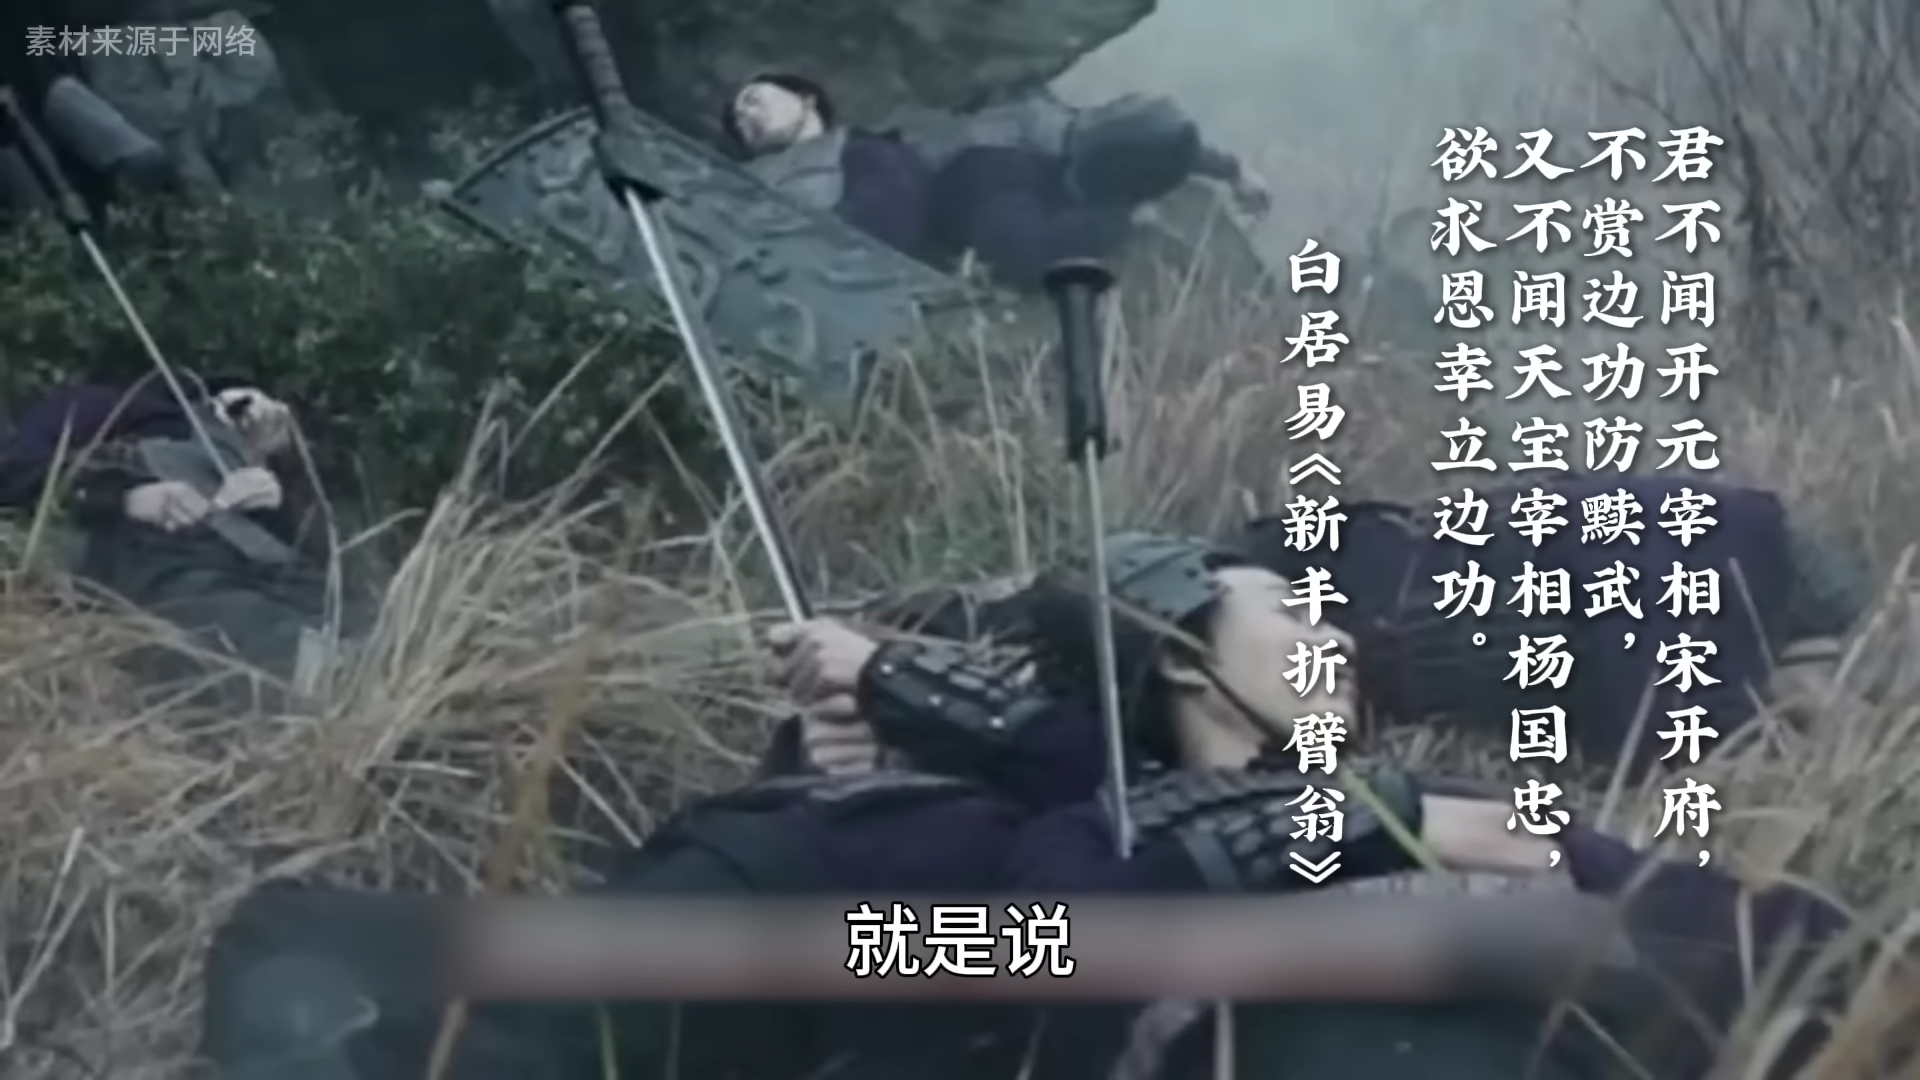 素材来源于网络
君不闻开元宰相宋开府，
不赏边功防黩武，
又不闻天宝宰相杨国忠，
欲求恩幸立边功。
白居易《新丰折臂翁》
就是说